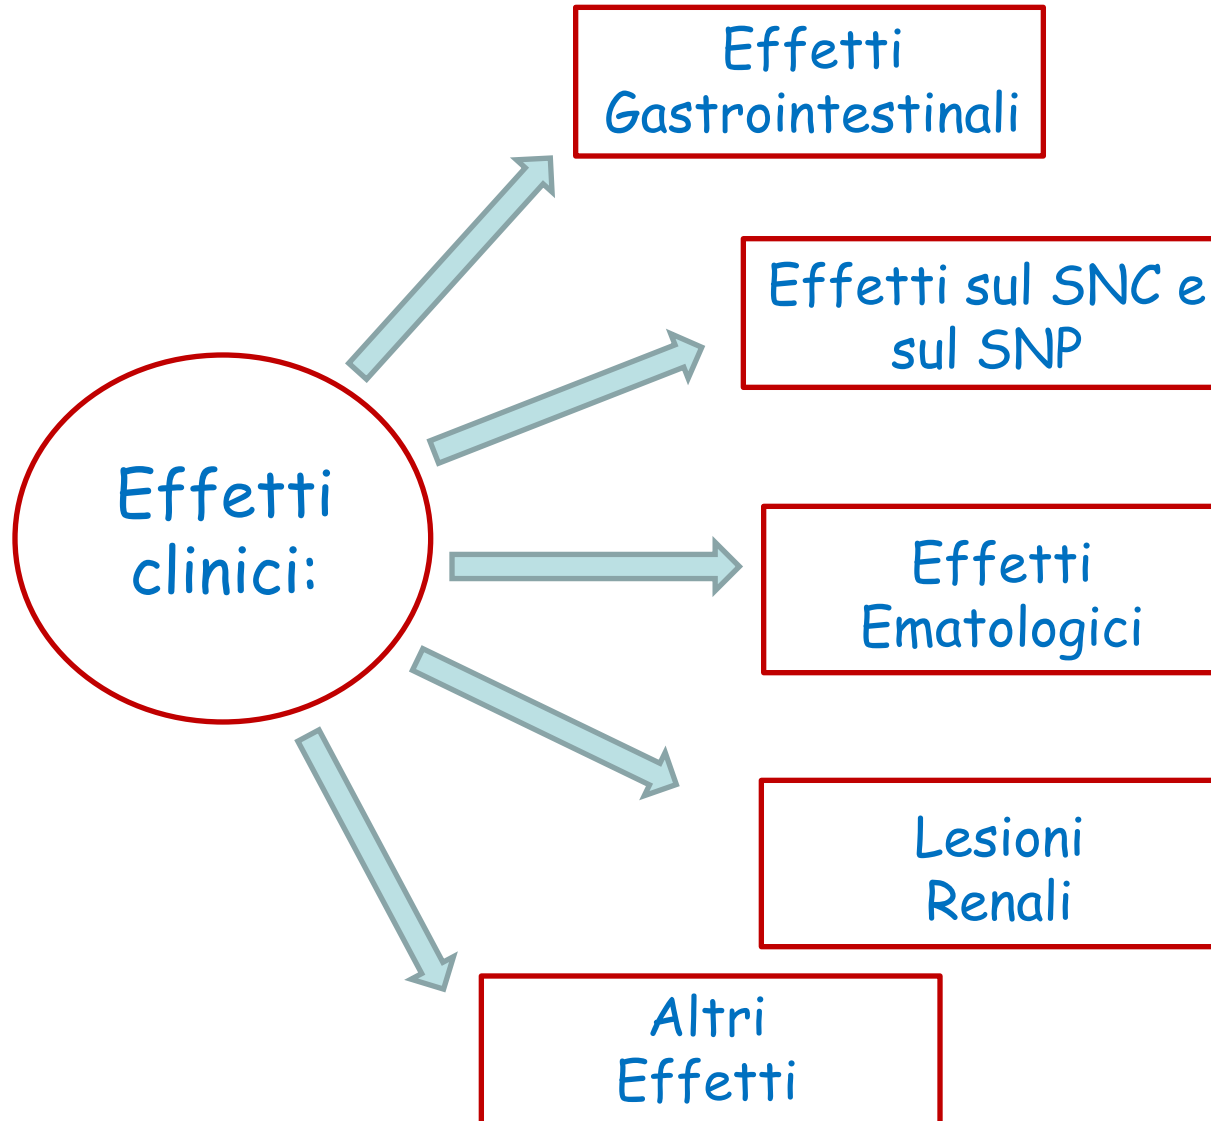 Effetti
Gastrointestinali
Effetti sul SNC e
sul SNP
Effetti
clinici:
Effetti
Ematologici
Lesioni
Renali
Altri
Effetti